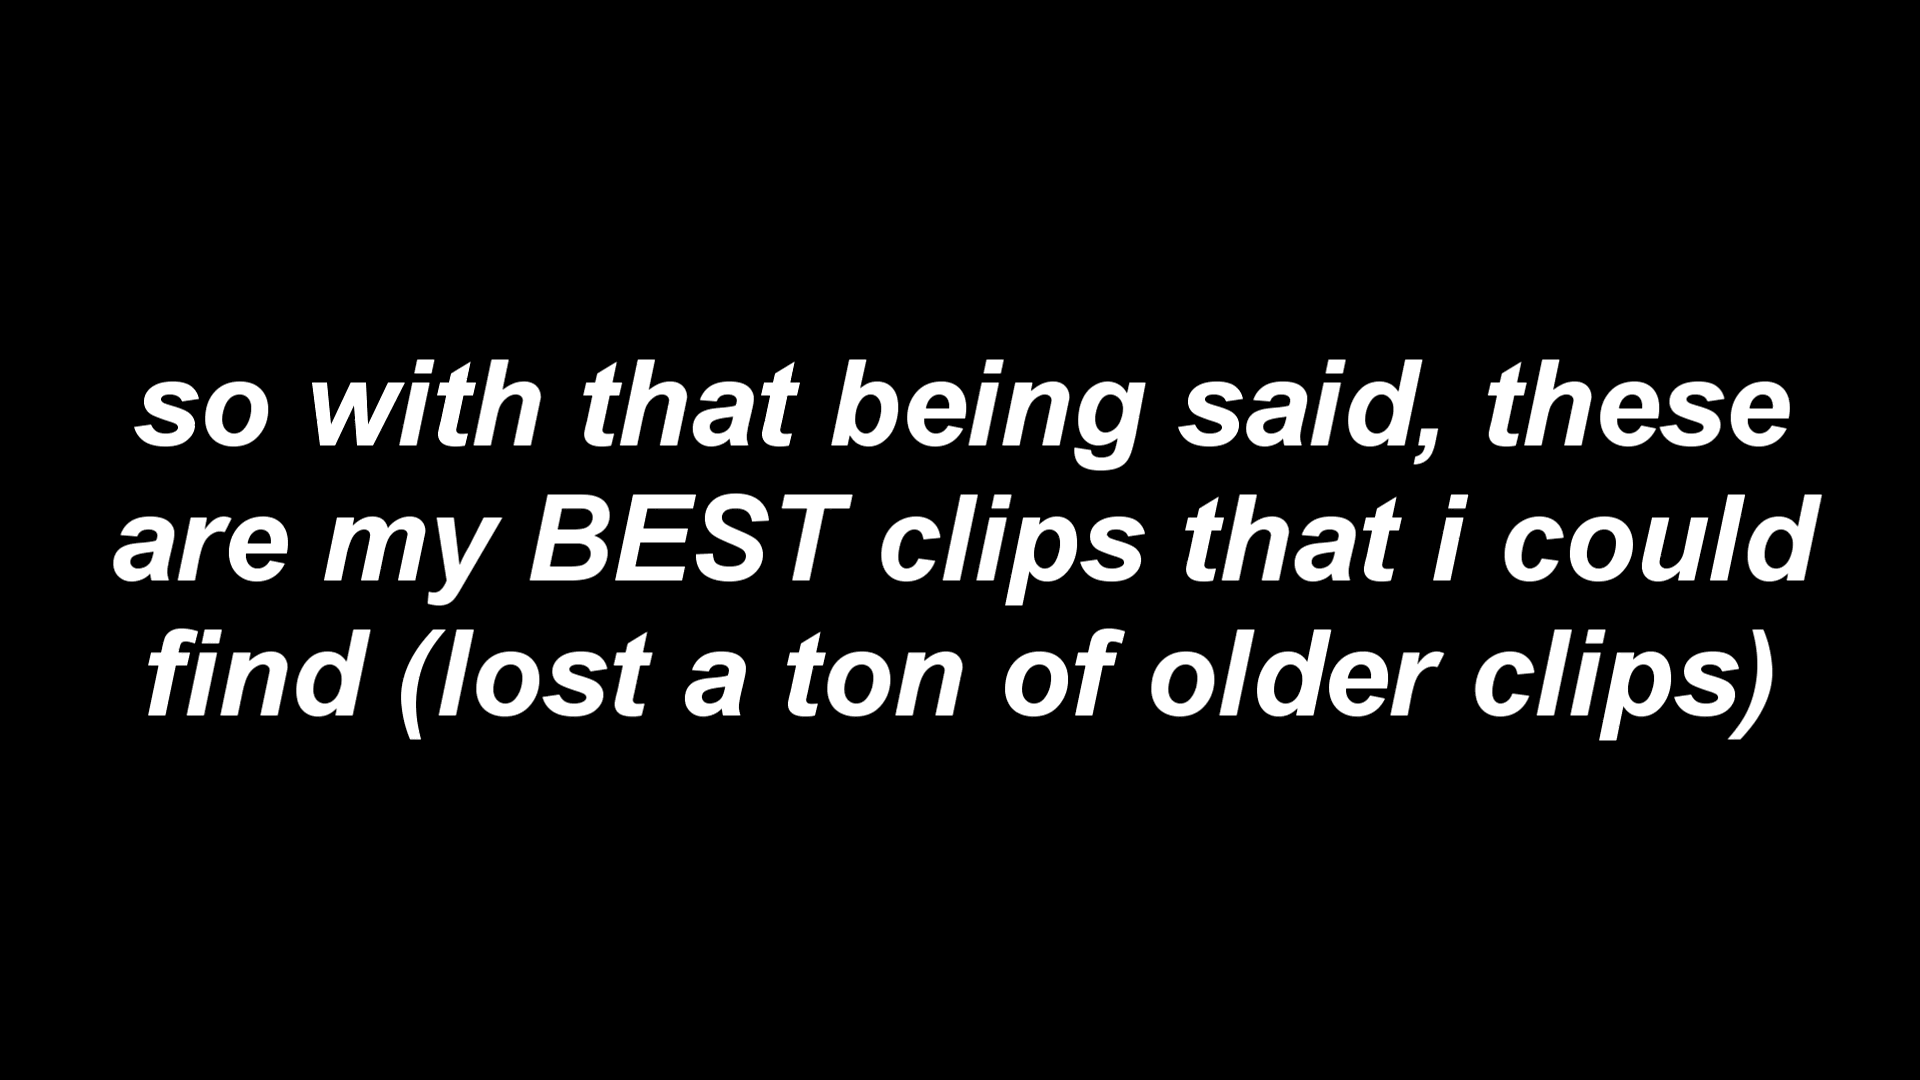 so with that being said, these
are my BEST clips that i could
find (lost a ton of older clips)